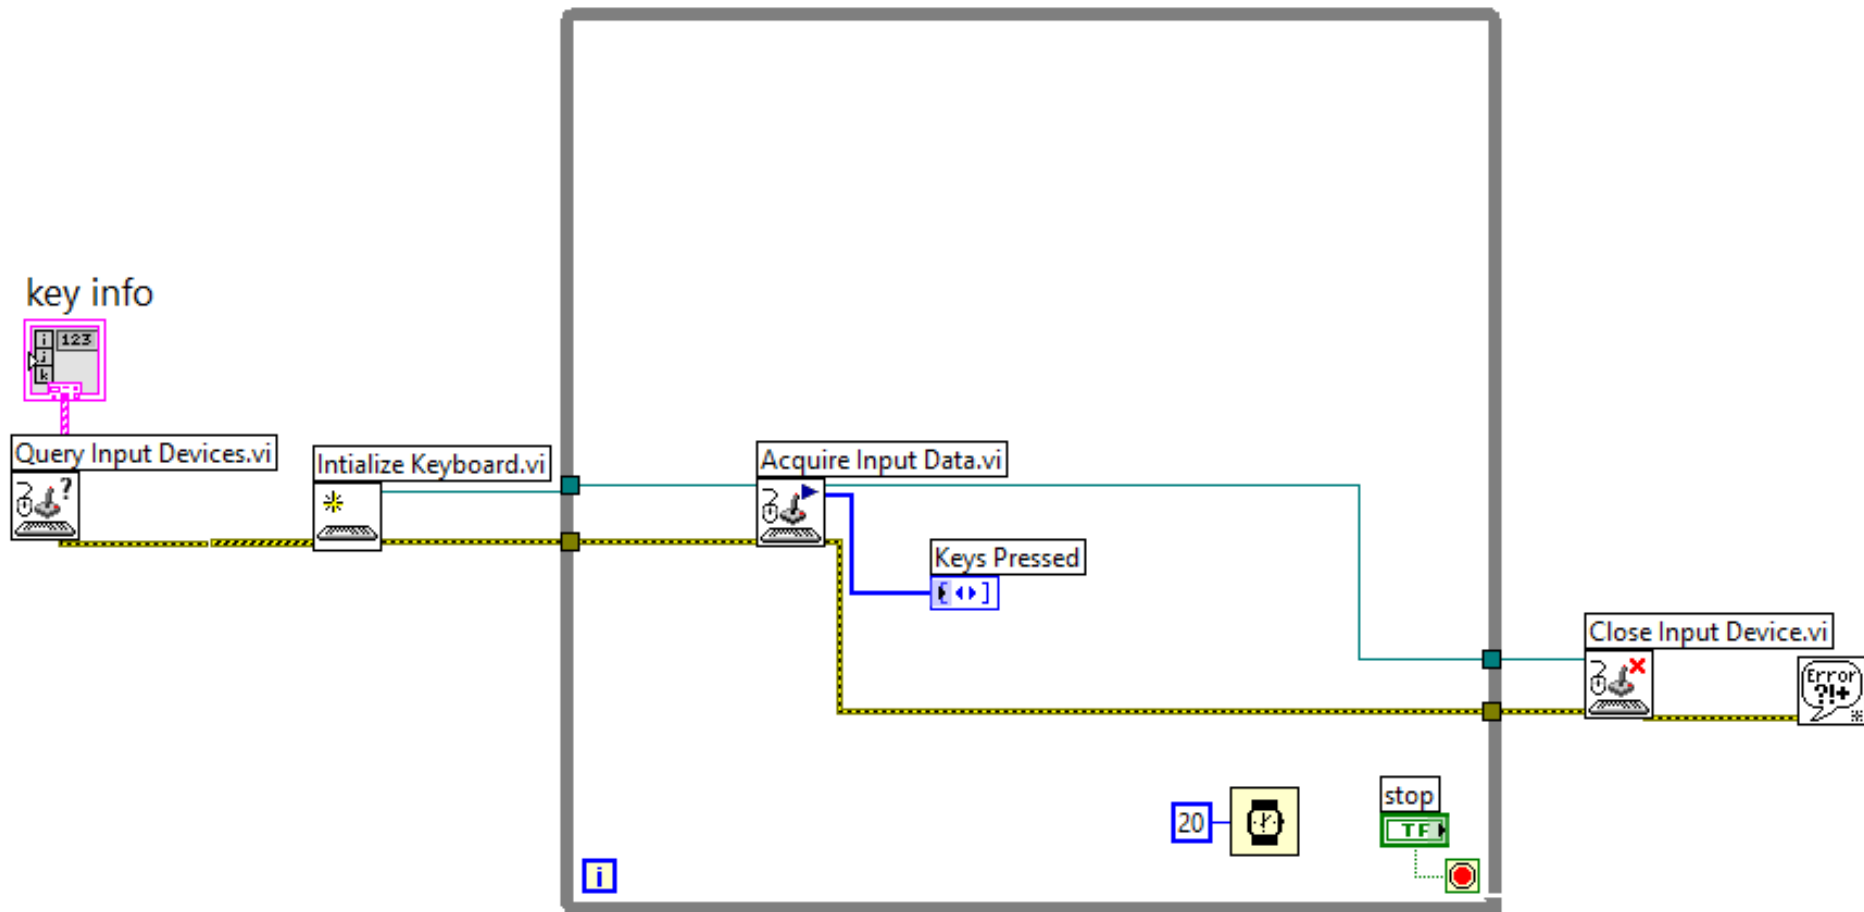 key info
i
j
k
123
Query Input Devices.vi
?
Intialize Keyboard.vi
Acquire Input Data.vi
Keys Pressed
Close Input Device.vi
Error
?!+
20
stop
TF
i